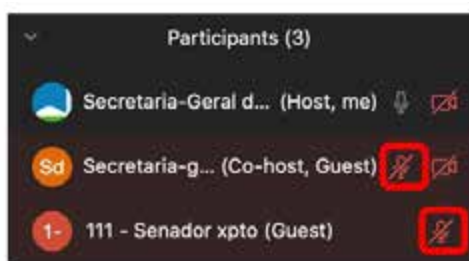 Participants (3)
Secretaria-Geral d... (Host, me)
Sd Secretaria-g... (Co-host, Guest)
1- 111 - Senador xpto (Guest)